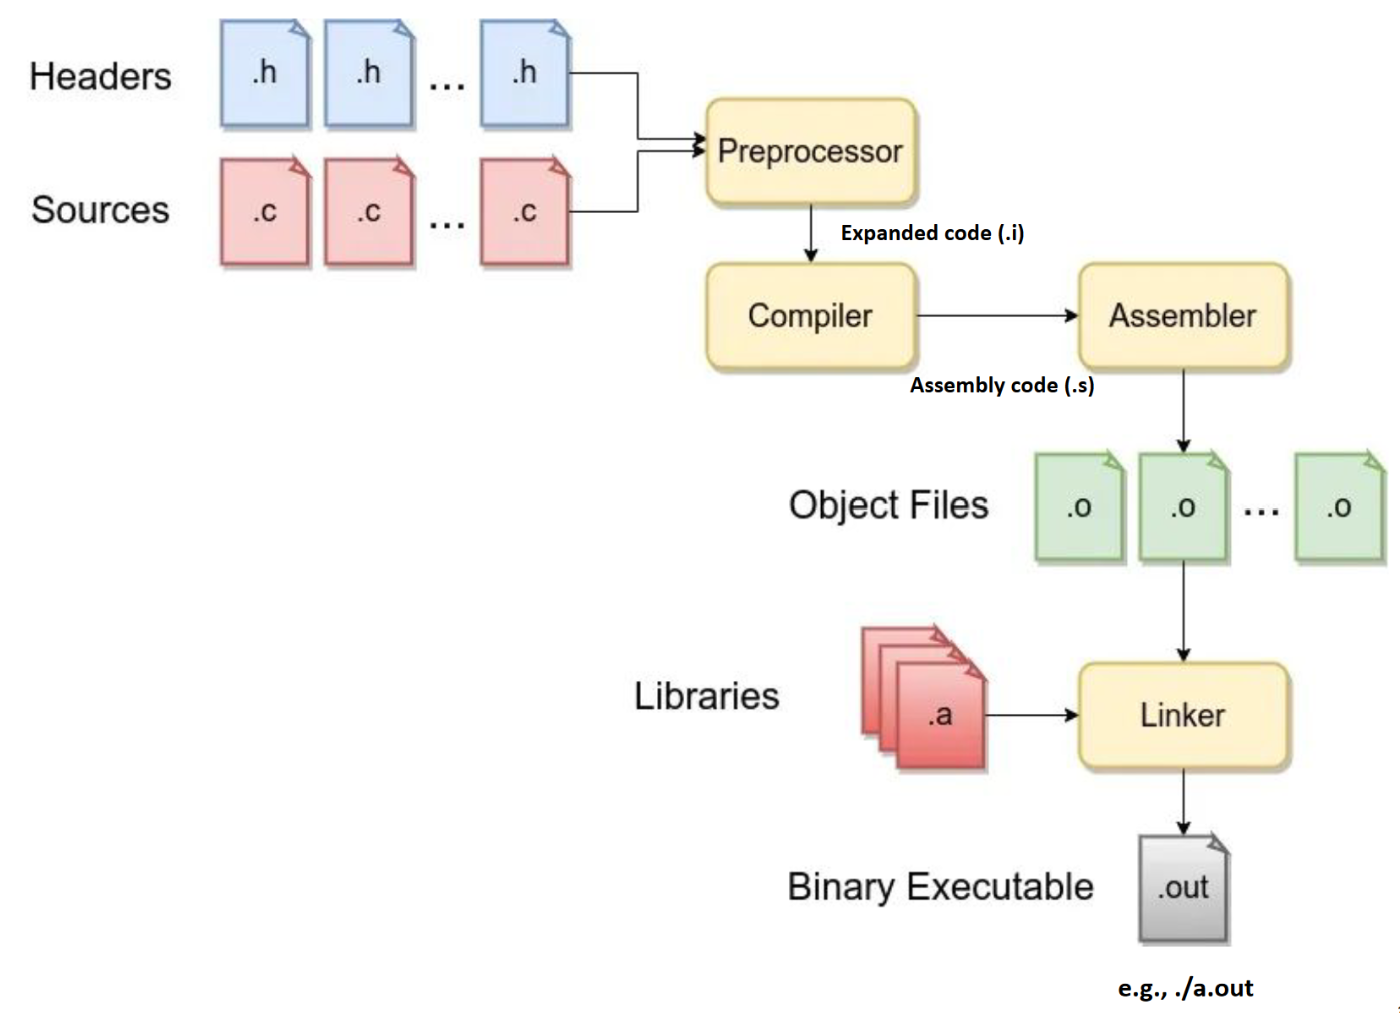 Headers
.h
.h
...
.h
Sources
.c
.c
...
.c
Preprocessor
Expanded code (.i)
Compiler
Assembler
Assembly code (.s)
Object Files
.o
.o
...
.o
Libraries
.a
Linker
Binary Executable
.out
e.g., ./a.out